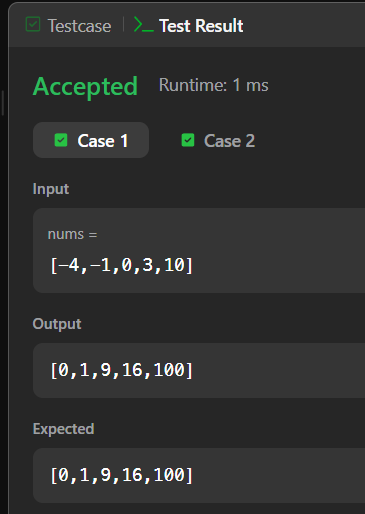 Testcase
Test Result
Accepted Runtime: 1 ms
Case 1 Case 2
Input
nums =
[-4,-1,0,3,10]
Output
[0,1,9,16,100]
Expected
[0,1,9,16,100]